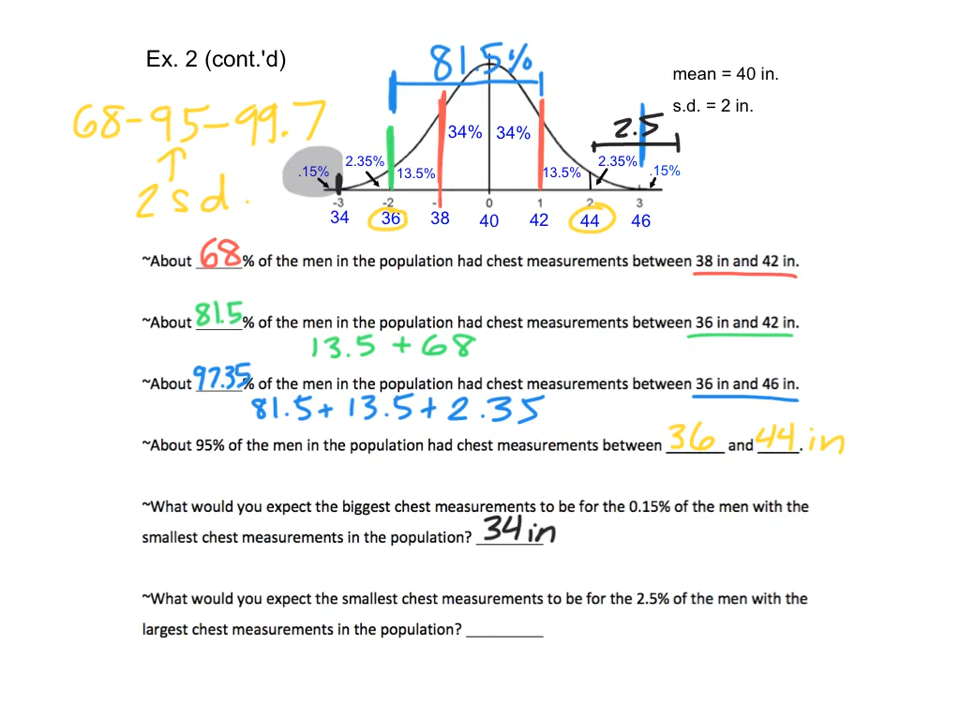 Ex. 2 (cont.'d)
81.5%
mean = 40 in.
s.d. = 2 in.
68-95-99.7
2 s d.
2.5
34% 34%
.15% 2.35% 13.5% 13.5% 2.35% .15%
-3 -2 - 0 1 2 3
34 36 38 40 42 44 46
~About 68% of the men in the population had chest measurements between 38 in and 42 in.
~About 81.5% of the men in the population had chest measurements between 36 in and 42 in.
13.5 + 68
~About 97.35% of the men in the population had chest measurements between 36 in and 46 in.
81.5 + 13.5 + 2.35
~About 95% of the men in the population had chest measurements between 36 and 44. in
~What would you expect the biggest chest measurements to be for the 0.15% of the men with the
smallest chest measurements in the population? 34 in
~What would you expect the smallest chest measurements to be for the 2.5% of the men with the
largest chest measurements in the population? ________